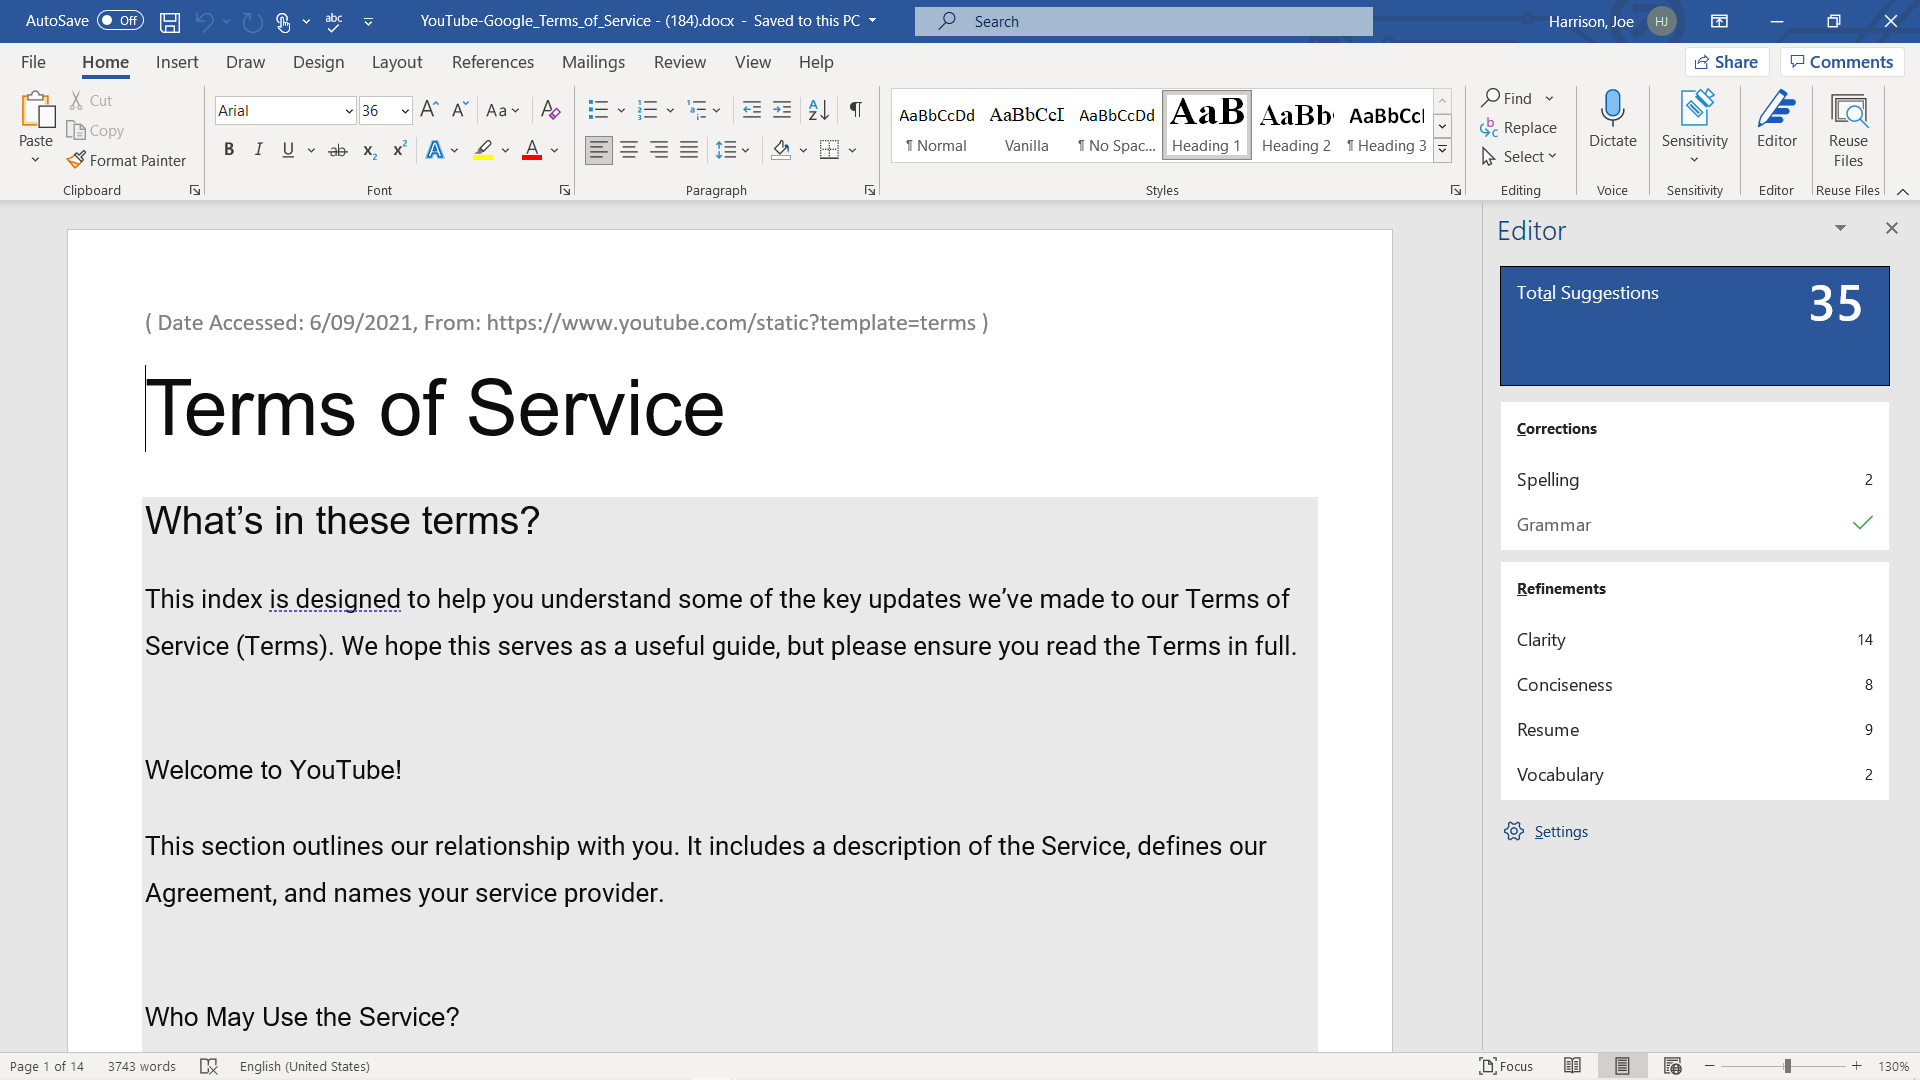 AutoSave Off abc YouTube-Google_Terms_of_Service - (184).docx - Saved to this PC Search Harrison, Joe HJ
File Home Insert Draw Design Layout References Mailings Review View Help Share Comments
Paste
Cut
Copy
Format Painter
Clipboard
Arial 36
Aa
B I U ab x₂ x² A A
Font
Paragraph
AaBbCcDd AaBbCcI AaBbCcDd AaB AaBb AaBbCcI
¶ Normal Vanilla ¶ No Spac... Heading 1 Heading 2 ¶ Heading 3
Styles
Find
Replace
Select
Editing
Dictate
Voice
Sensitivity
Sensitivity
Editor
Editor
Reuse
Files
Reuse Files
( Date Accessed: 6/09/2021, From: https://www.youtube.com/static?template=terms )
Terms of Service
What’s in these terms?
This index is designed to help you understand some of the key updates we’ve made to our Terms of
Service (Terms). We hope this serves as a useful guide, but please ensure you read the Terms in full.
Welcome to YouTube!
This section outlines our relationship with you. It includes a description of the Service, defines our
Agreement, and names your service provider.
Who May Use the Service?
Editor
Total Suggestions 35
Corrections
Spelling 2
Grammar
Refinements
Clarity 14
Conciseness 8
Resume 9
Vocabulary 2
Settings
Page 1 of 14 3743 words English (United States) Focus 130%